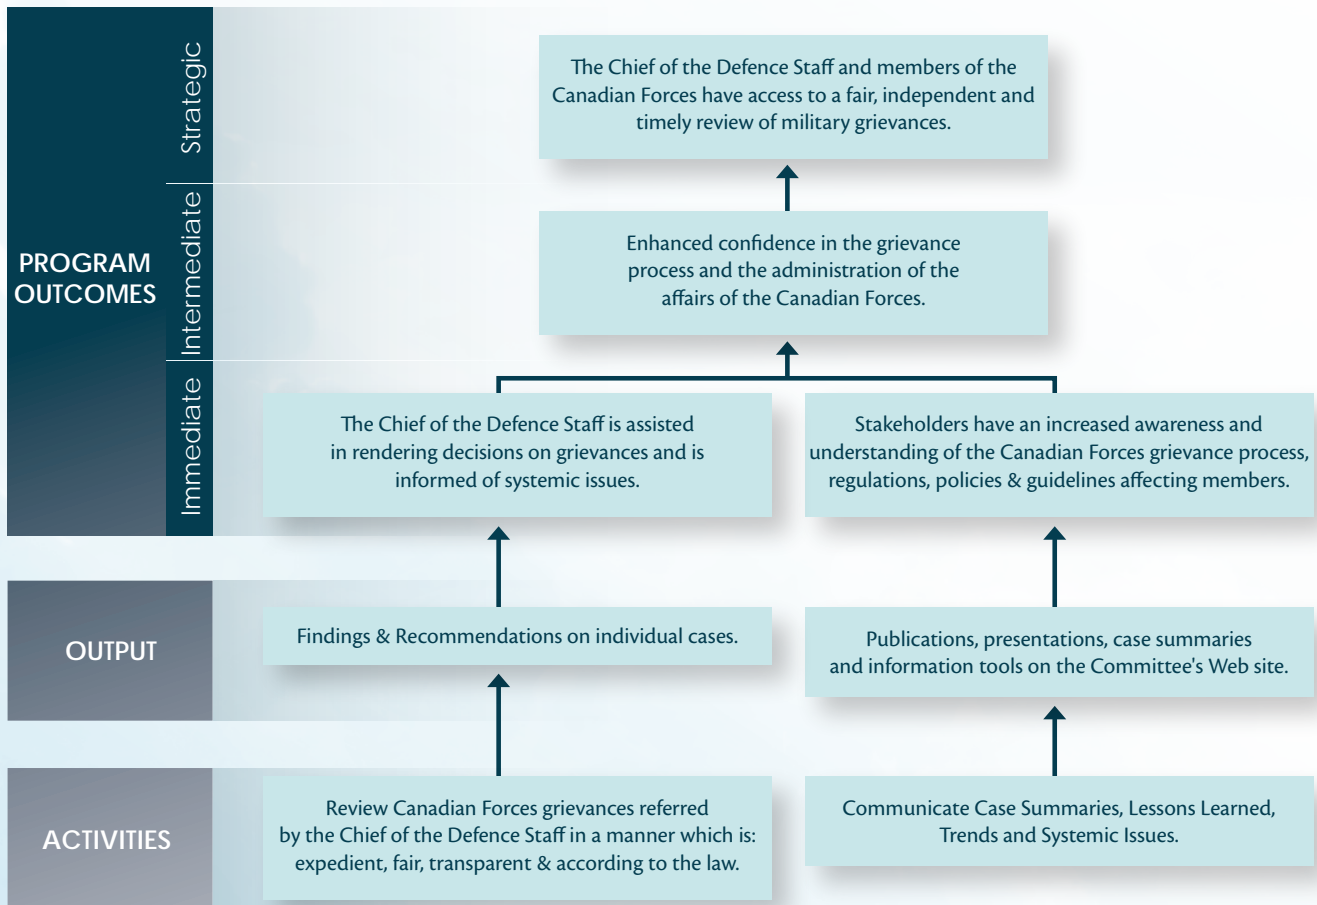 PROGRAM
OUTCOMES
Strategic
The Chief of the Defence Staff and members of the
Canadian Forces have access to a fair, independent and
timely review of military grievances.
Intermediate
Enhanced confidence in the grievance
process and the administration of the
affairs of the Canadian Forces.
Immediate
The Chief of the Defence Staff is assisted
in rendering decisions on grievances and is
informed of systemic issues.
Stakeholders have an increased awareness and
understanding of the Canadian Forces grievance process,
regulations, policies & guidelines affecting members.
OUTPUT
Findings & Recommendations on individual cases.
Publications, presentations, case summaries
and information tools on the Committee's Web site.
ACTIVITIES
Review Canadian Forces grievances referred
by the Chief of the Defence Staff in a manner which is:
expedient, fair, transparent & according to the law.
Communicate Case Summaries, Lessons Learned,
Trends and Systemic Issues.